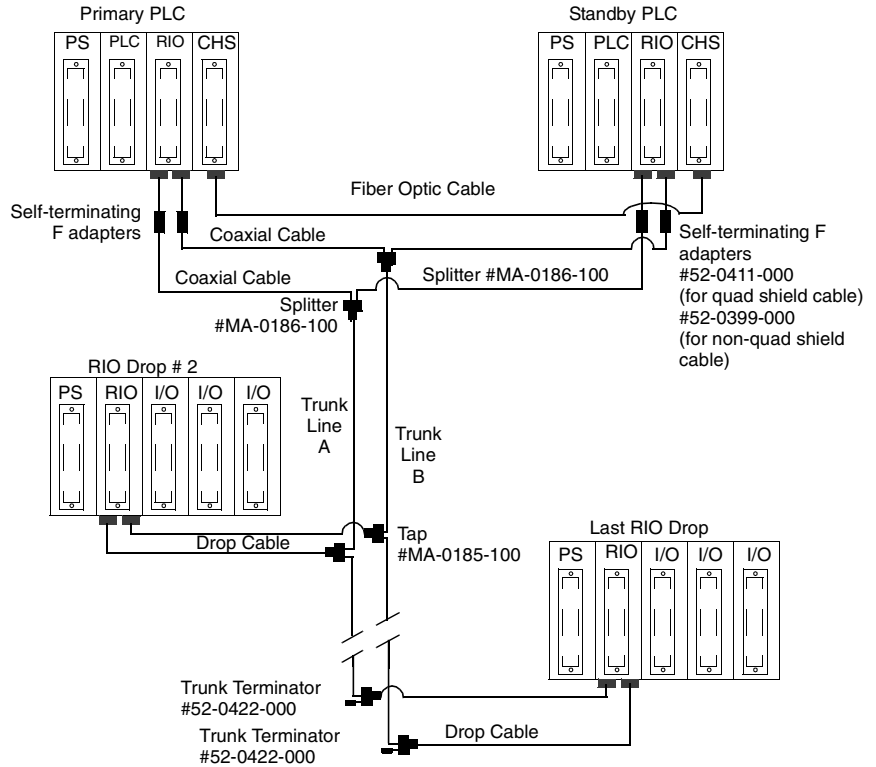 Primary PLC
Standby PLC
PS PLC RIO CHS
PS PLC RIO CHS
Fiber Optic Cable
Self-terminating
F adapters
Coaxial Cable
Self-terminating F
adapters
#52-0411-000
(for quad shield cable)
#52-0399-000
(for non-quad shield
cable)
Coaxial Cable
Splitter #MA-0186-100
Splitter
#MA-0186-100
RIO Drop # 2
PS RIO I/O I/O I/O
Trunk
Line
A
Trunk
Line
B
Drop Cable
Tap
#MA-0185-100
Last RIO Drop
PS RIO I/O I/O I/O
Trunk Terminator
#52-0422-000
Trunk Terminator
#52-0422-000
Drop Cable